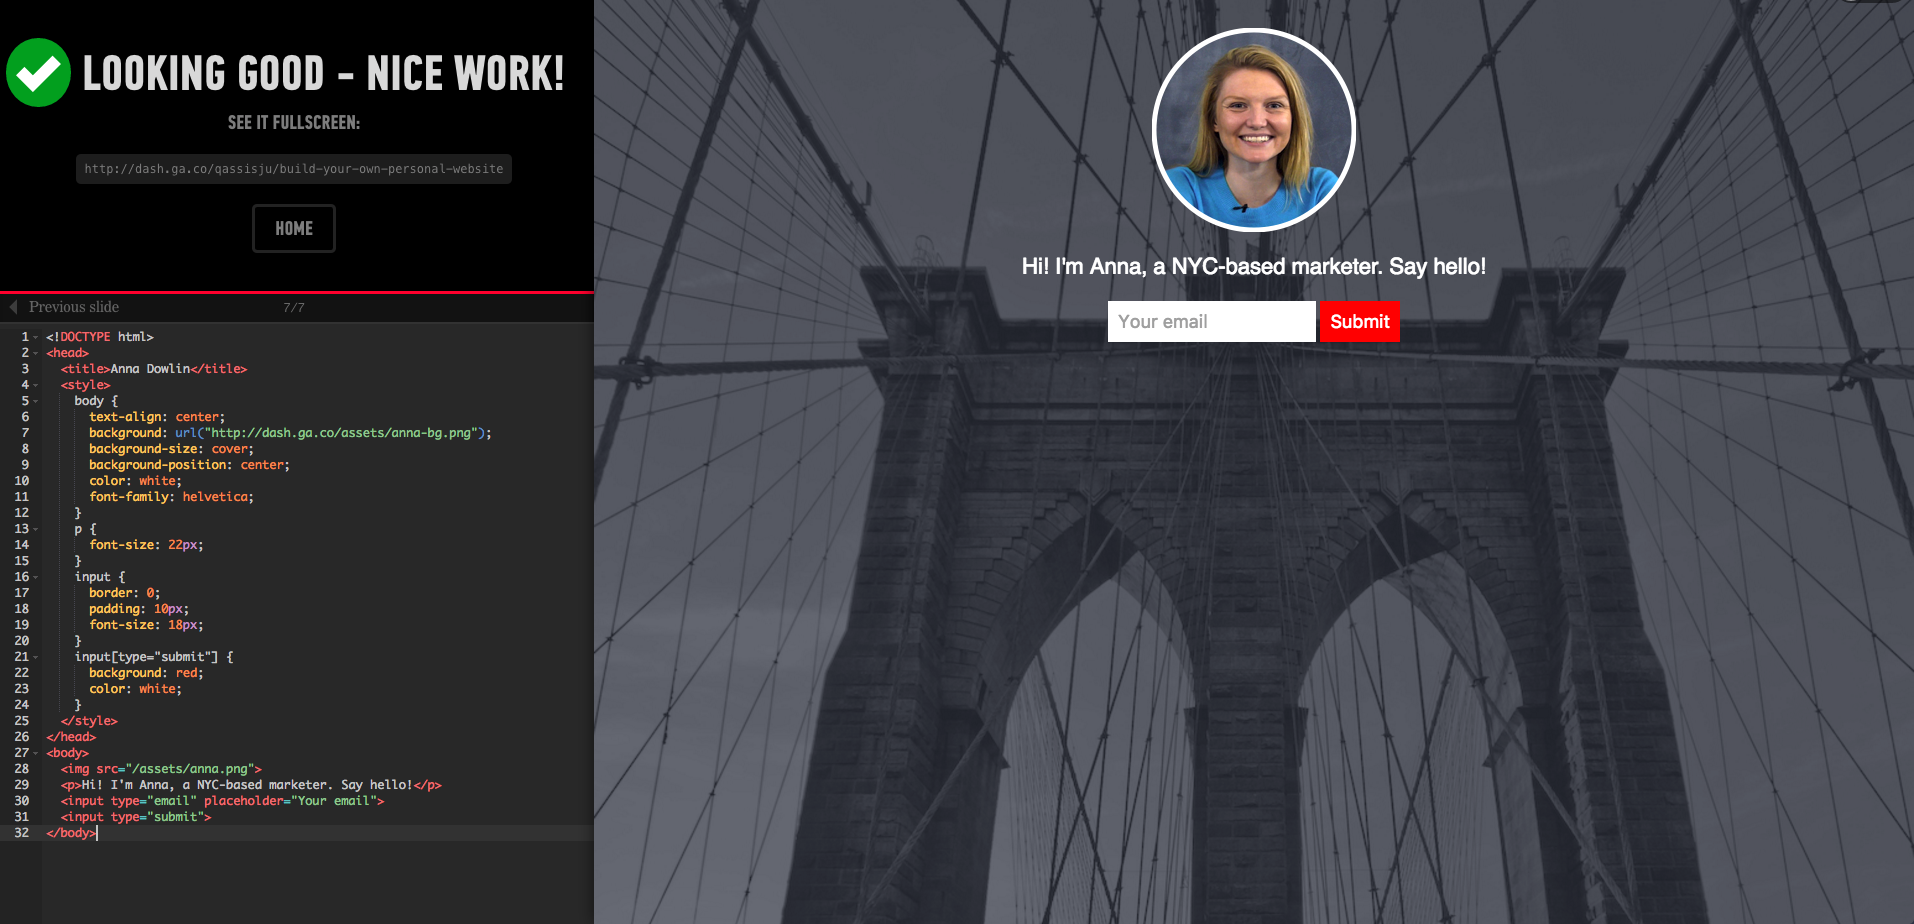 LOOKING GOOD - NICE WORK!
SEE IT FULLSCREEN:
http://dash.ga.co/qassisju/build-your-own-personal-website
HOME
Previous slide 7/7
1 <!DOCTYPE html>
2 <head>
3 <title>Anna Dowlin</title>
4 <style>
5 body {
6 text-align: center;
7 background: url("http://dash.ga.co/assets/anna-bg.png");
8 background-size: cover;
9 background-position: center;
10 color: white;
11 font-family: helvetica;
12 }
13 p {
14 font-size: 22px;
15 }
16 input {
17 border: 0;
18 padding: 10px;
19 font-size: 18px;
20 }
21 input[type="submit"] {
22 background: red;
23 color: white;
24 }
25 </style>
26 </head>
27 <body>
28 <img src="/assets/anna.png">
29 <p>Hi! I'm Anna, a NYC-based marketer. Say hello!</p>
30 <input type="email" placeholder="Your email">
31 <input type="submit">
32 </body>
Hi! I'm Anna, a NYC-based marketer. Say hello!
Your email
Submit